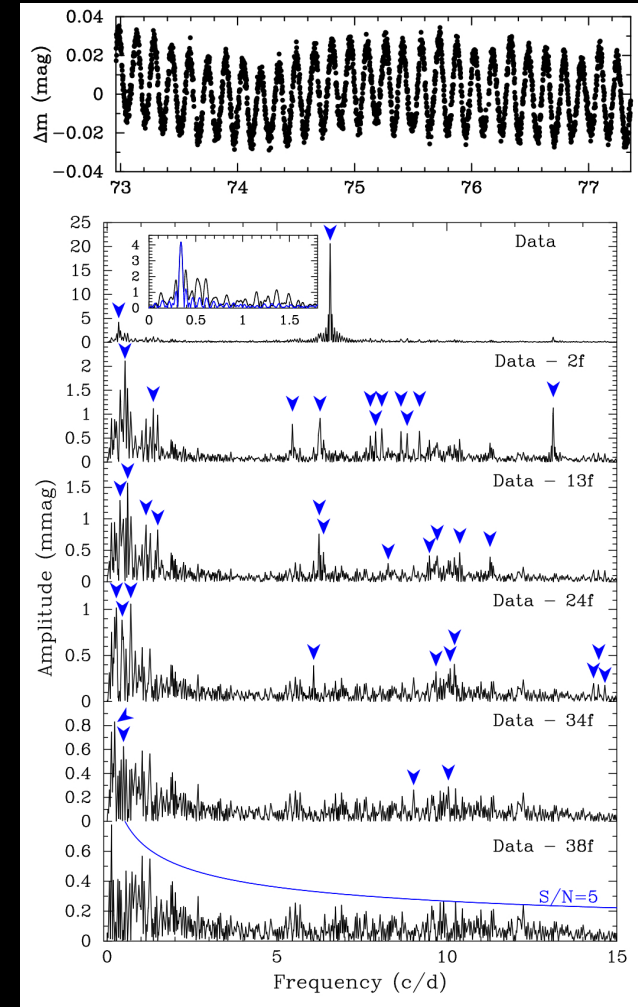 0.04
0.02
0
−0.02
−0.04
Δm (mag)
73 74 75 76 77
25
20
15
10
5
0
4
3
2
1
0
0 0.5 1 1.5
Data
2
1.5
1
0.5
0
Data − 2f
1.5
1
0.5
0
Data − 13f
1
0.5
0
Data − 24f
0.8
0.6
0.4
0.2
0
Data − 34f
0.6
0.4
0.2
0
Data − 38f
S/N=5
Amplitude (mmag)
0 5 10 15
Frequency (c/d)